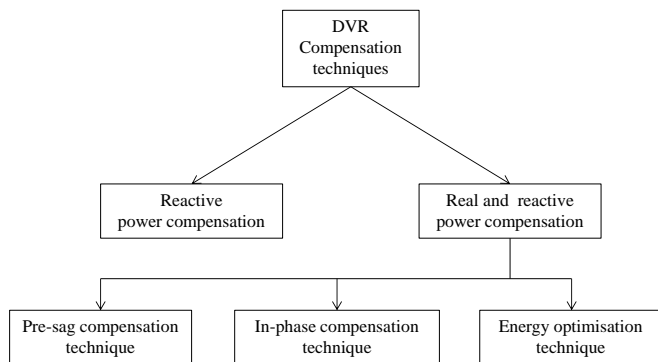 DVR
Compensation
techniques
Reactive
power compensation
Real and reactive
power compensation
Pre-sag compensation
technique
In-phase compensation
technique
Energy optimisation
technique